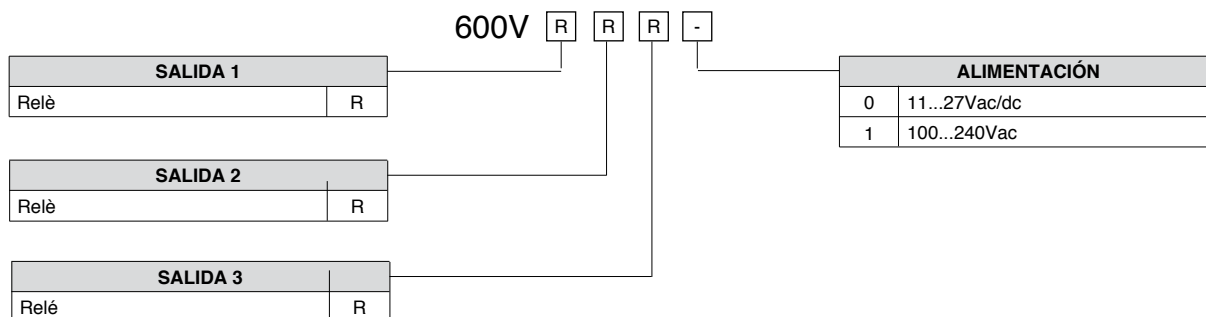 600V R R R -
SALIDA 1
Relè R
ALIMENTACIÓN
0 11...27Vac/dc
1 100...240Vac
SALIDA 2
Relè R
SALIDA 3
Relé R